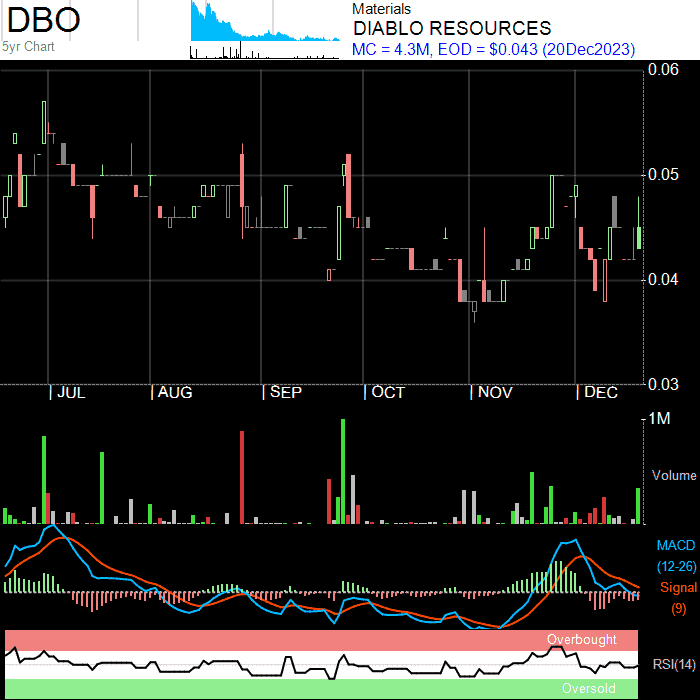 DBO
5yr Chart
Materials
DIABLO RESOURCES
MC = 4.3M, EOD = $0.043 (20Dec2023)
0.06
0.05
0.04
0.03
JUL AUG SEP OCT NOV DEC
1M
Volume
MACD
(12-26)
Signal
(9)
Overbought
RSI(14)
Oversold